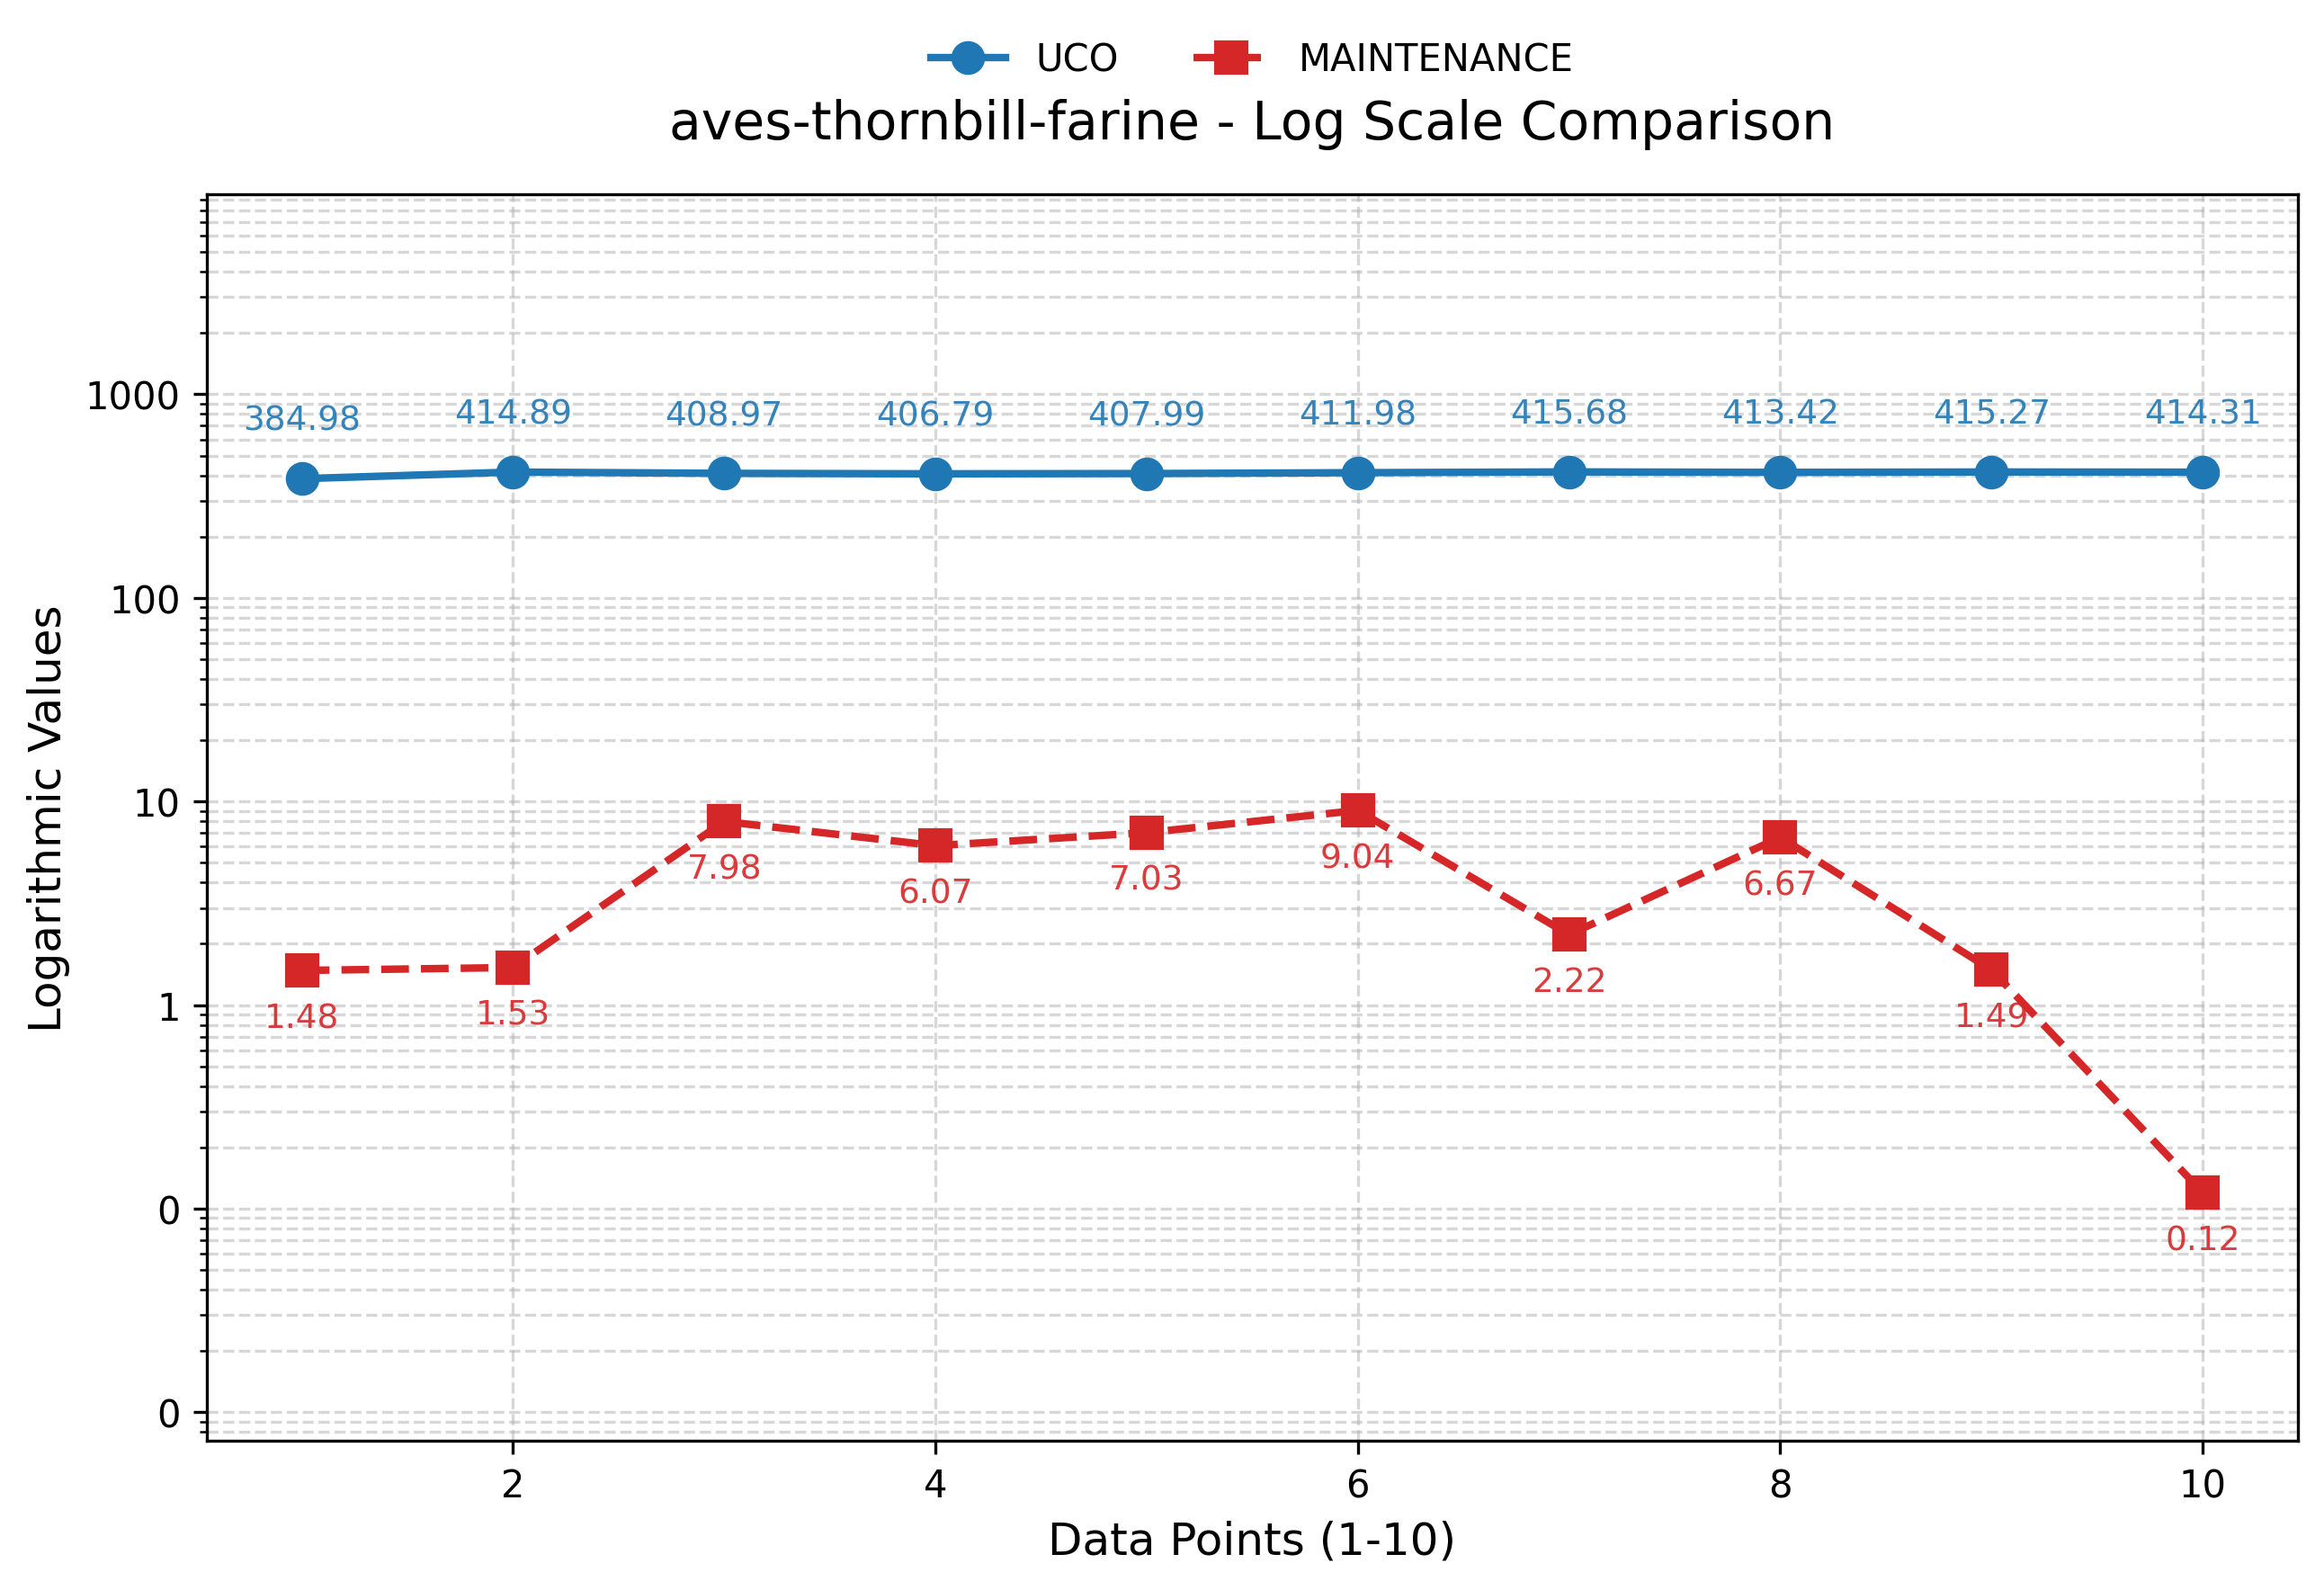 UCO MAINTENANCE
aves-thornbill-farine - Log Scale Comparison
Logarithmic Values
1000
100
10
1
0
0
384.98 414.89 408.97 406.79 407.99 411.98 415.68 413.42 415.27 414.31
1.48 1.53 7.98 6.07 7.03 9.04 2.22 6.67 1.49 0.12
2 4 6 8 10
Data Points (1-10)